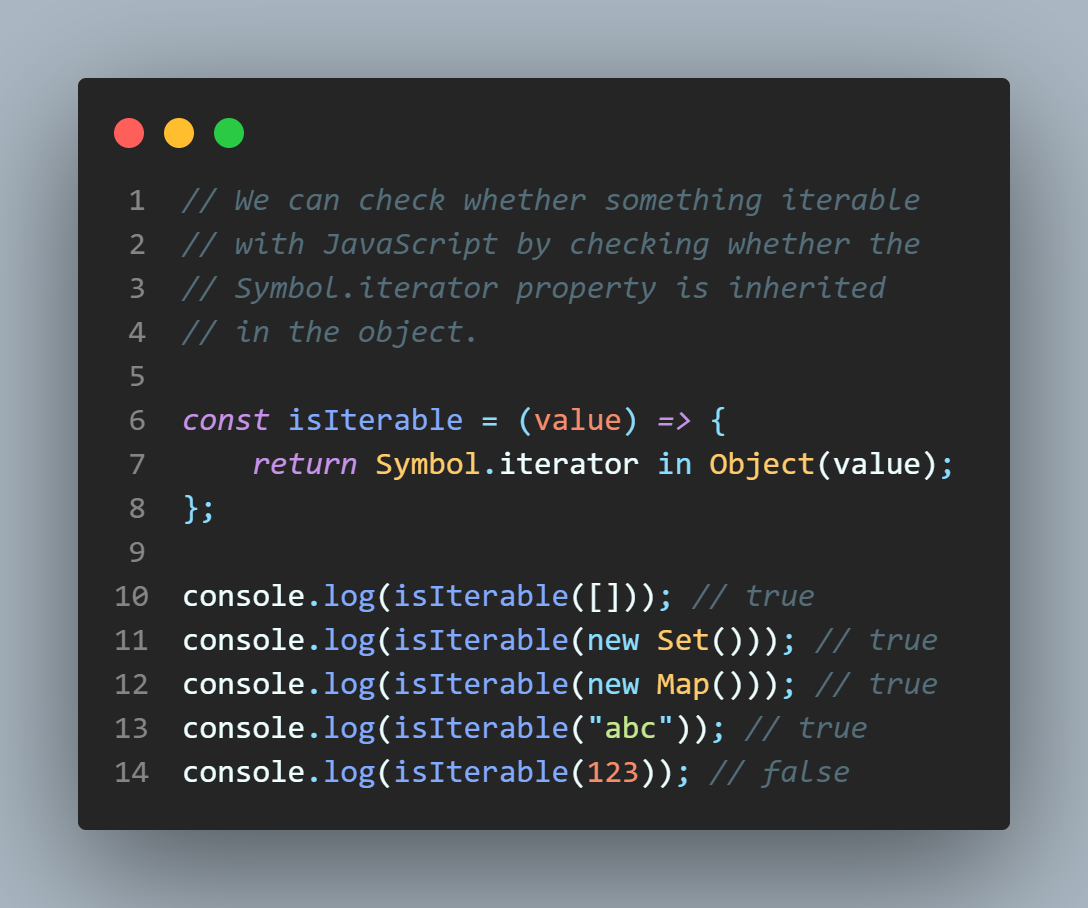 1 // We can check whether something iterable
2 // with JavaScript by checking whether the
3 // Symbol.iterator property is inherited
4 // in the object.
5
6 const isIterable = (value) => {
7     return Symbol.iterator in Object(value);
8 };
9
10 console.log(isIterable([])); // true
11 console.log(isIterable(new Set())); // true
12 console.log(isIterable(new Map())); // true
13 console.log(isIterable("abc")); // true
14 console.log(isIterable(123)); // false